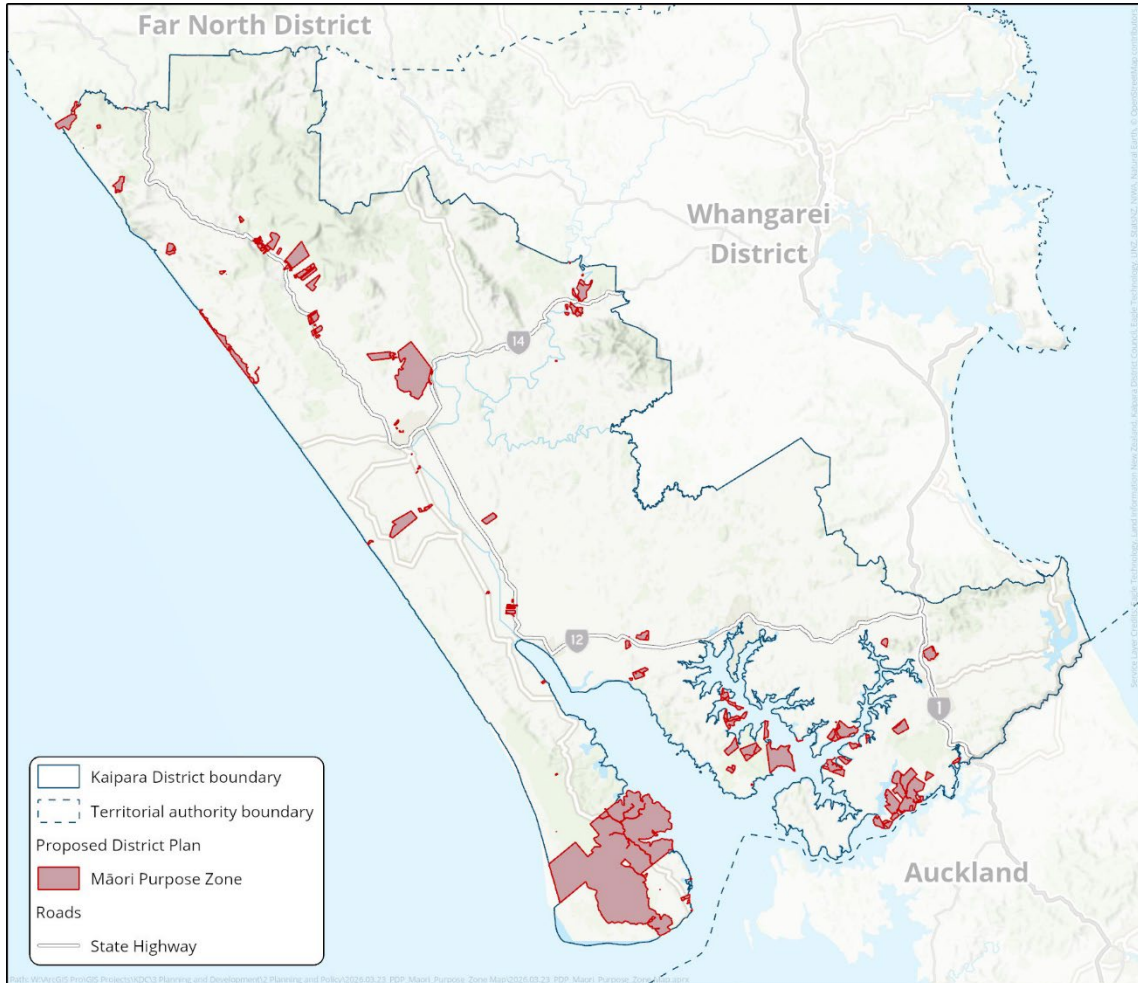 Far North District
Whangarei
District
14
12
1
Auckland
Kaipara District boundary
Territorial authority boundary
Proposed District Plan
Māori Purpose Zone
Roads
State Highway